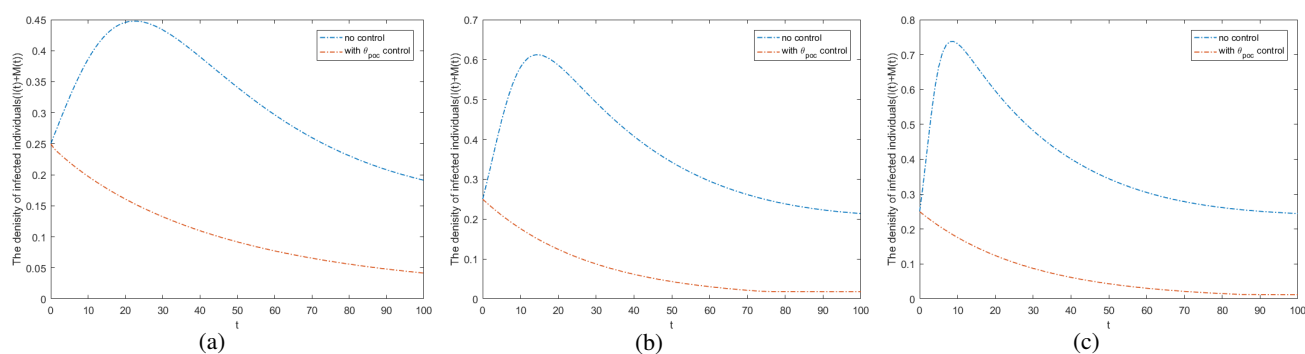 The denisity of infected individuals(I(t)+M(t))
0.45
0.4
0.35
0.3
0.25
0.2
0.15
0.1
0.05
0
0 10 20 30 40 50 60 70 80 90 100
t
no control
with θpac control
(a)
The denisity of infected individuals(I(t)+M(t))
0.7
0.6
0.5
0.4
0.3
0.2
0.1
0
0 10 20 30 40 50 60 70 80 90 100
t
no control
with θpac control
(b)
The denisity of infected individuals(I(t)+M(t))
0.8
0.7
0.6
0.5
0.4
0.3
0.2
0.1
0
0 10 20 30 40 50 60 70 80 90 100
t
no control
with θpac control
(c)